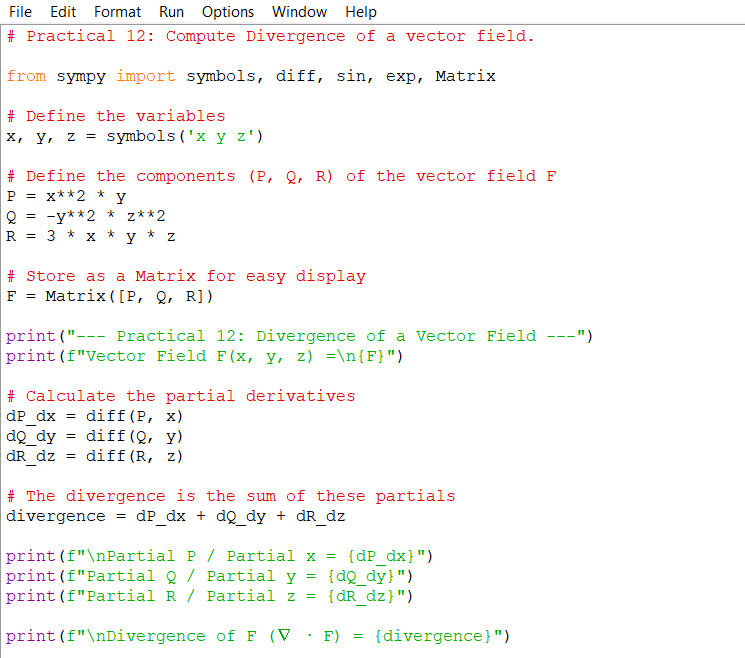 File Edit Format Run Options Window Help
# Practical 12: Compute Divergence of a vector field.
from sympy import symbols, diff, sin, exp, Matrix
# Define the variables
x, y, z = symbols('x y z')
# Define the components (P, Q, R) of the vector field F
P = x**2 * y
Q = -y**2 * z**2
R = 3 * x * y * z
# Store as a Matrix for easy display
F = Matrix([P, Q, R])
print("--- Practical 12: Divergence of a Vector Field ---")
print(f"Vector Field F(x, y, z) =\n{F}")
# Calculate the partial derivatives
dP_dx = diff(P, x)
dQ_dy = diff(Q, y)
dR_dz = diff(R, z)
# The divergence is the sum of these partials
divergence = dP_dx + dQ_dy + dR_dz
print(f"\nPartial P / Partial x = {dP_dx}")
print(f"Partial Q / Partial y = {dQ_dy}")
print(f"Partial R / Partial z = {dR_dz}")
print(f"\nDivergence of F (∇ · F) = {divergence}")